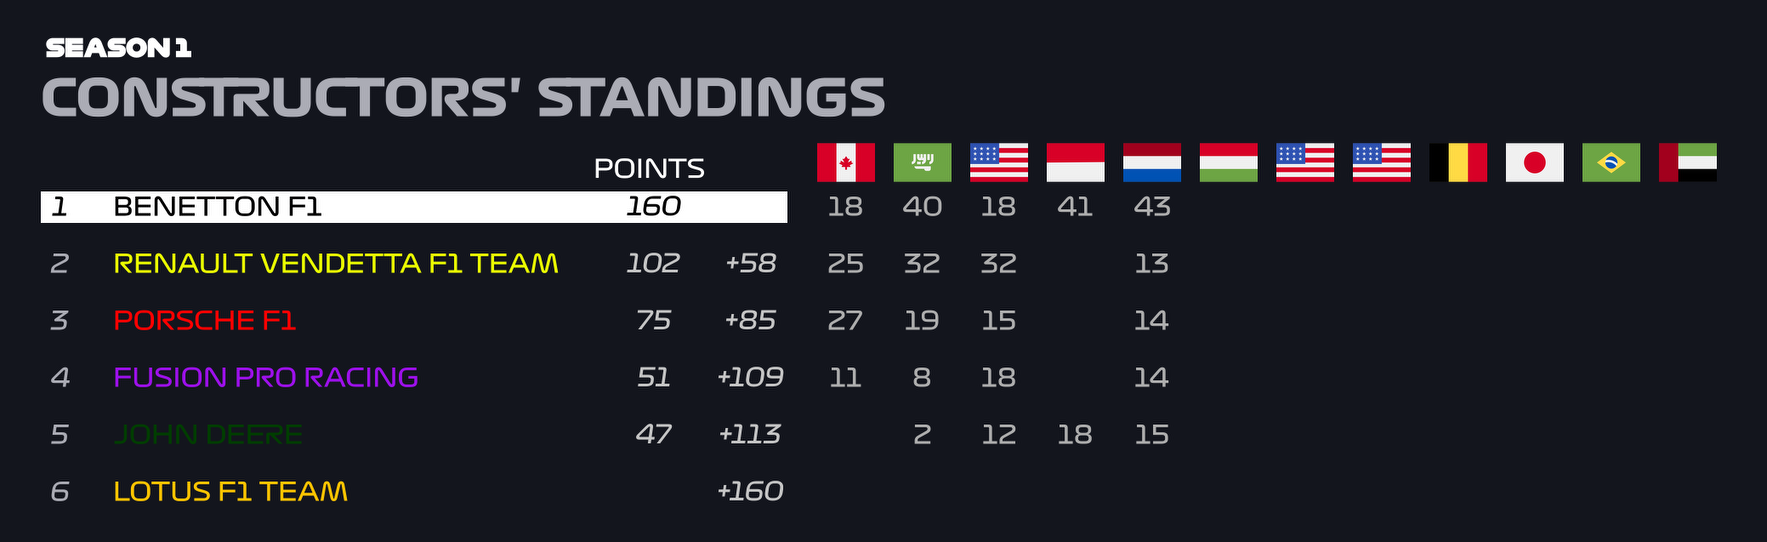 SEASON 1
CONSTRUCTORS' STANDINGS
POINTS
1 BENETTON F1 160 18 40 18 41 43
2 RENAULT VENDETTA F1 TEAM 102 +58 25 32 32 13
3 PORSCHE F1 75 +85 27 19 15 14
4 FUSION PRO RACING 51 +109 11 8 18 14
5 JOHN DEERE 47 +113 2 12 18 15
6 LOTUS F1 TEAM +160